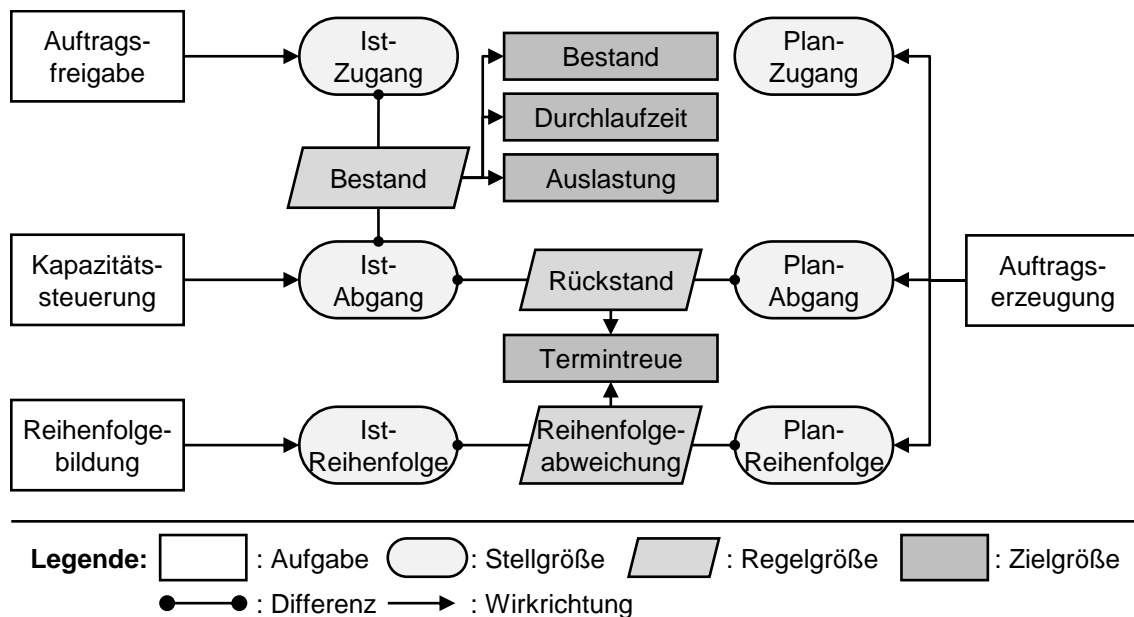 Auftrags-
freigabe
Ist-
Zugang
Bestand
Plan-
Zugang
Durchlaufzeit
Bestand
Auslastung
Kapazitäts-
steuerung
Ist-
Abgang
Rückstand
Plan-
Abgang
Auftrags-
erzeugung
Termintreue
Reihenfolge-
bildung
Ist-
Reihenfolge
Reihenfolge-
abweichung
Plan-
Reihenfolge
Legende: : Aufgabe : Stellgröße : Regelgröße : Zielgröße
: Differenz : Wirkrichtung